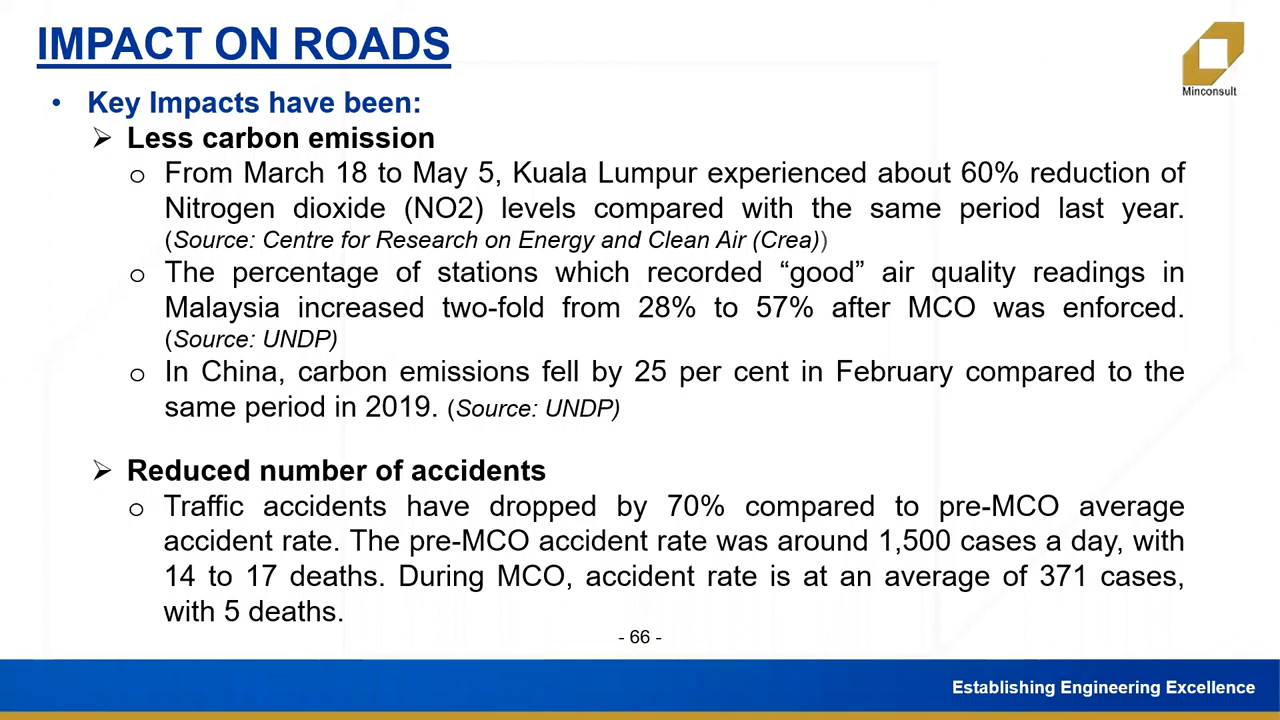 IMPACT ON ROADS
Minconsult
• Key Impacts have been:
➢ Less carbon emission
o From March 18 to May 5, Kuala Lumpur experienced about 60% reduction of
Nitrogen dioxide (NO2) levels compared with the same period last year.
(Source: Centre for Research on Energy and Clean Air (Crea))
o The percentage of stations which recorded “good” air quality readings in
Malaysia increased two-fold from 28% to 57% after MCO was enforced.
(Source: UNDP)
o In China, carbon emissions fell by 25 per cent in February compared to the
same period in 2019. (Source: UNDP)
➢ Reduced number of accidents
o Traffic accidents have dropped by 70% compared to pre-MCO average
accident rate. The pre-MCO accident rate was around 1,500 cases a day, with
14 to 17 deaths. During MCO, accident rate is at an average of 371 cases,
with 5 deaths.
- 66 -
Establishing Engineering Excellence